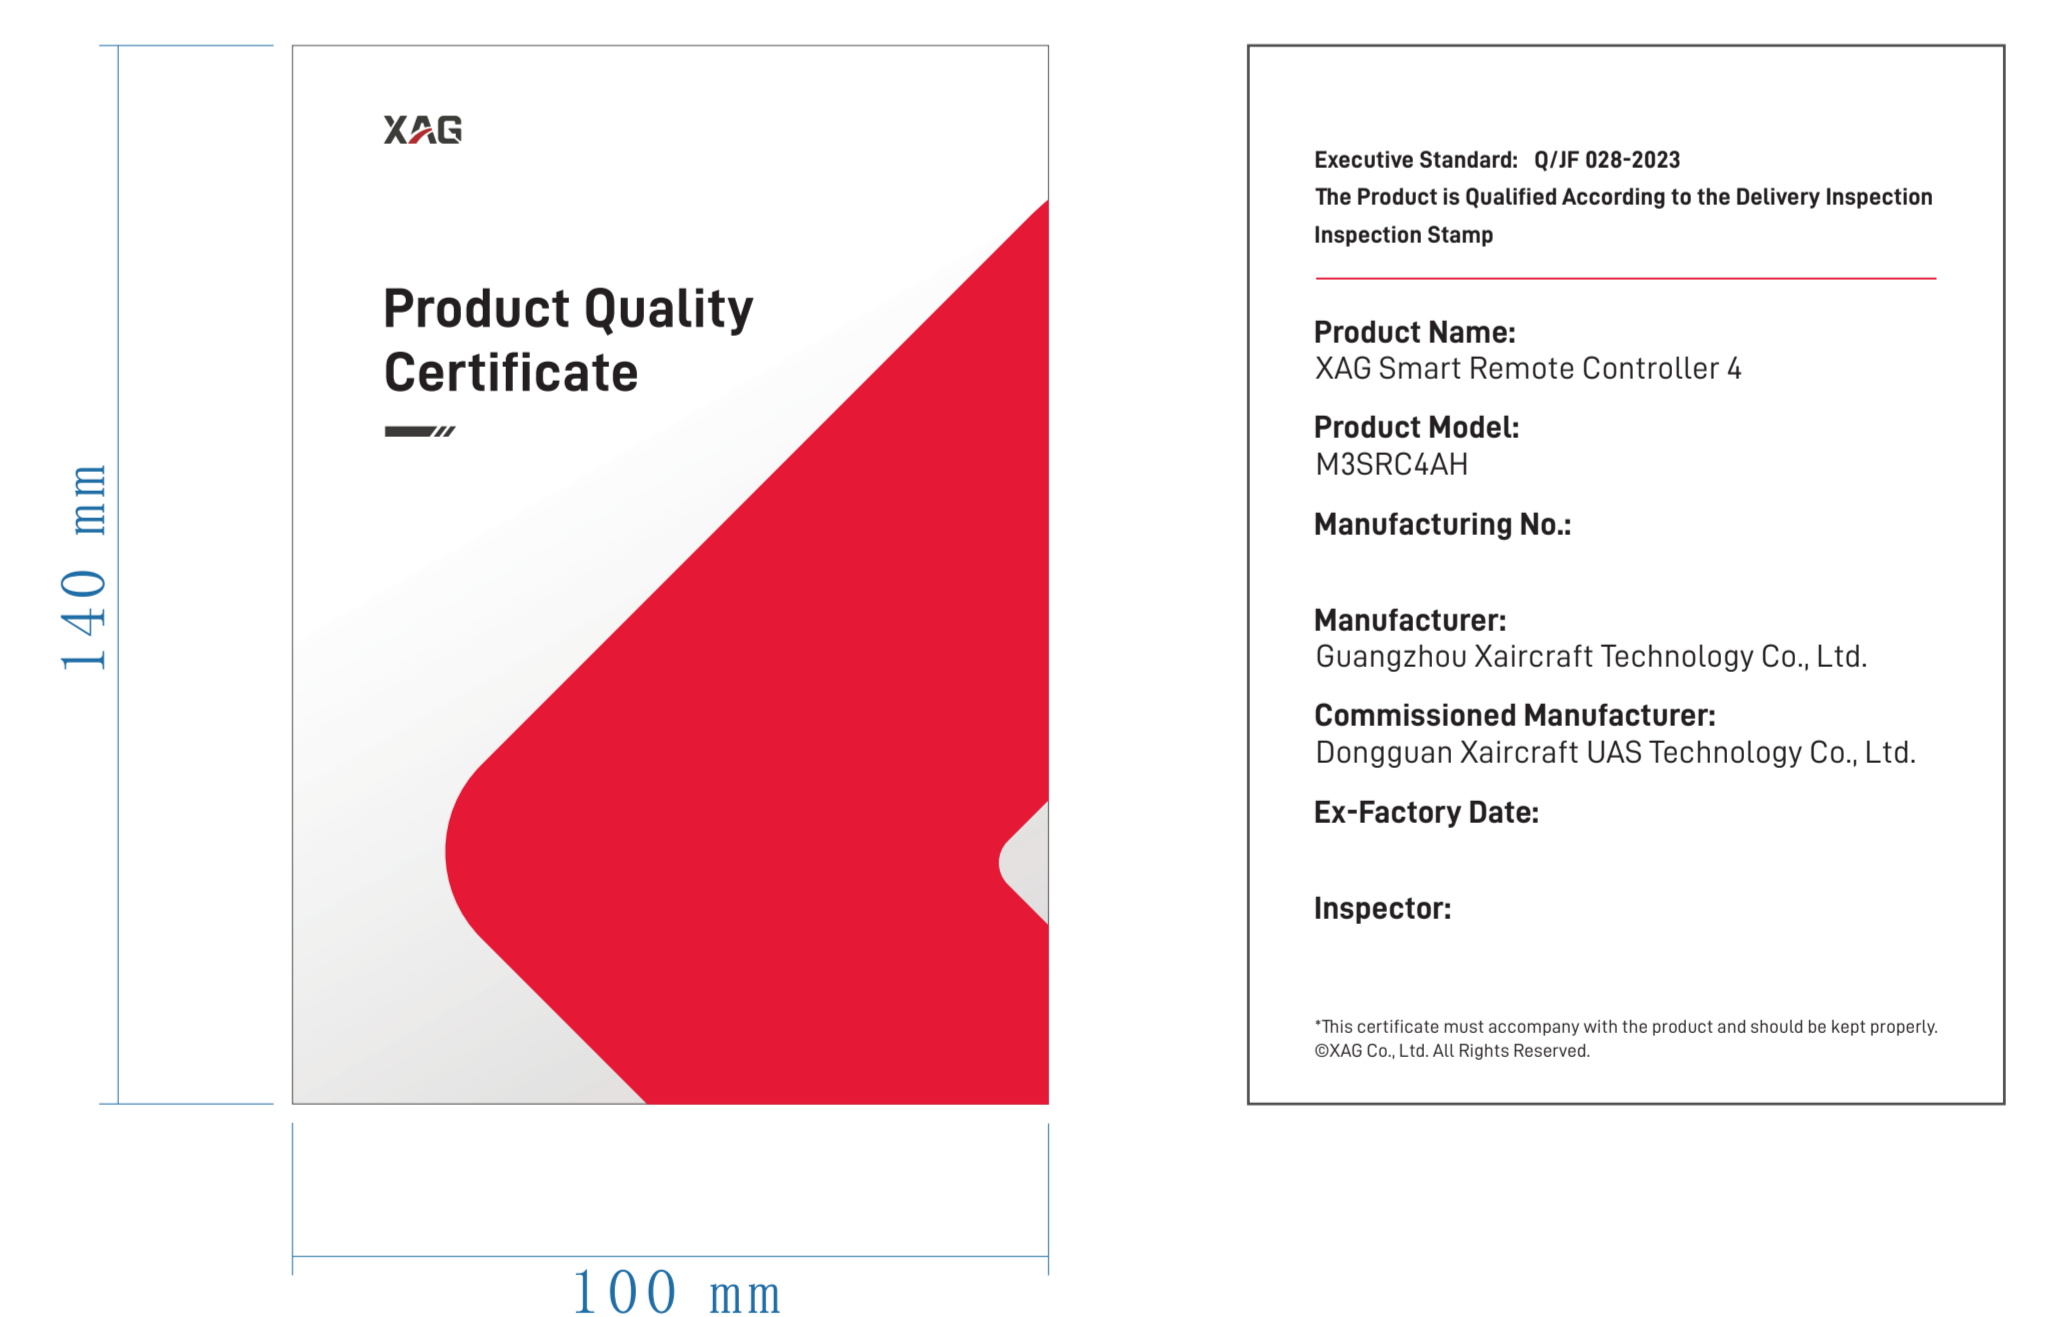 XAG
Product Quality
Certificate
140 mm
100 mm
Executive Standard: Q/JF 028-2023
The Product is Qualified According to the Delivery Inspection
Inspection Stamp
Product Name:
XAG Smart Remote Controller 4
Product Model:
M3SRC4AH
Manufacturing No.:
Manufacturer:
Guangzhou Xaircraft Technology Co., Ltd.
Commissioned Manufacturer:
Dongguan Xaircraft UAS Technology Co., Ltd.
Ex-Factory Date:
Inspector:
*This certificate must accompany with the product and should be kept properly.
©XAG Co., Ltd. All Rights Reserved.